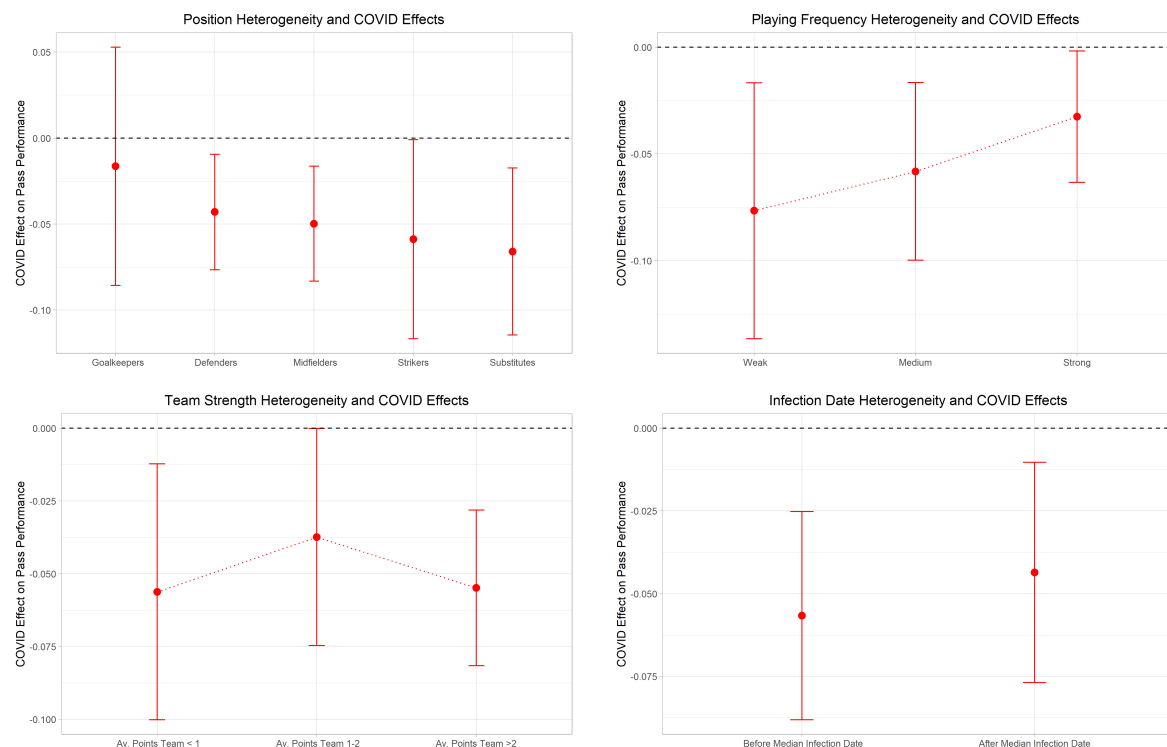 Position Heterogeneity and COVID Effects
COVID Effect on Pass Performance
0.05
0.00
-0.05
-0.10
Goalkeepers
Defenders
Midfielders
Strikers
Substitutes
Playing Frequency Heterogeneity and COVID Effects
COVID Effect on Pass Performance
0.00
-0.05
-0.10
Weak
Medium
Strong
Team Strength Heterogeneity and COVID Effects
COVID Effect on Pass Performance
0.000
-0.025
-0.050
-0.075
-0.100
Av. Points Team < 1
Av. Points Team 1-2
Av. Points Team >2
Infection Date Heterogeneity and COVID Effects
COVID Effect on Pass Performance
0.000
-0.025
-0.050
-0.075
Before Median Infection Date
After Median Infection Date